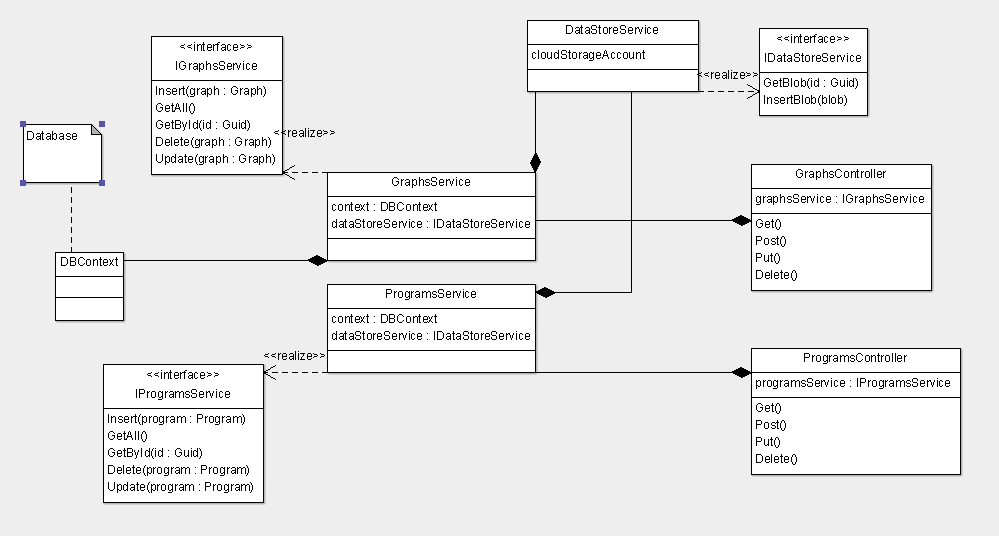 <<interface>>
IGraphsService
Insert(graph : Graph)
GetAll()
GetById(id : Guid)
Delete(graph : Graph)
Update(graph : Graph)
<<realize>>
DataStoreService
cloudStorageAccount
<<realize>>
<<interface>>
IDataStoreService
GetBlob(id : Guid)
InsertBlob(blob)
Database
GraphsService
context : DBContext
dataStoreService : IDataStoreService
GraphsController
graphsService : IGraphsService
Get()
Post()
Put()
Delete()
DBContext
ProgramsService
context : DBContext
dataStoreService : IDataStoreService
<<realize>>
<<interface>>
IProgramsService
Insert(program : Program)
GetAll()
GetById(id : Guid)
Delete(program : Program)
Update(program : Program)
ProgramsController
programsService : IProgramsService
Get()
Post()
Put()
Delete()